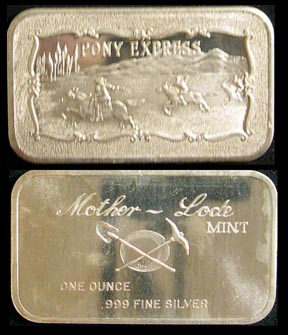 PONY EXPRESS
Mother - Lode
MINT
ONE OUNCE
.999 FINE SILVER